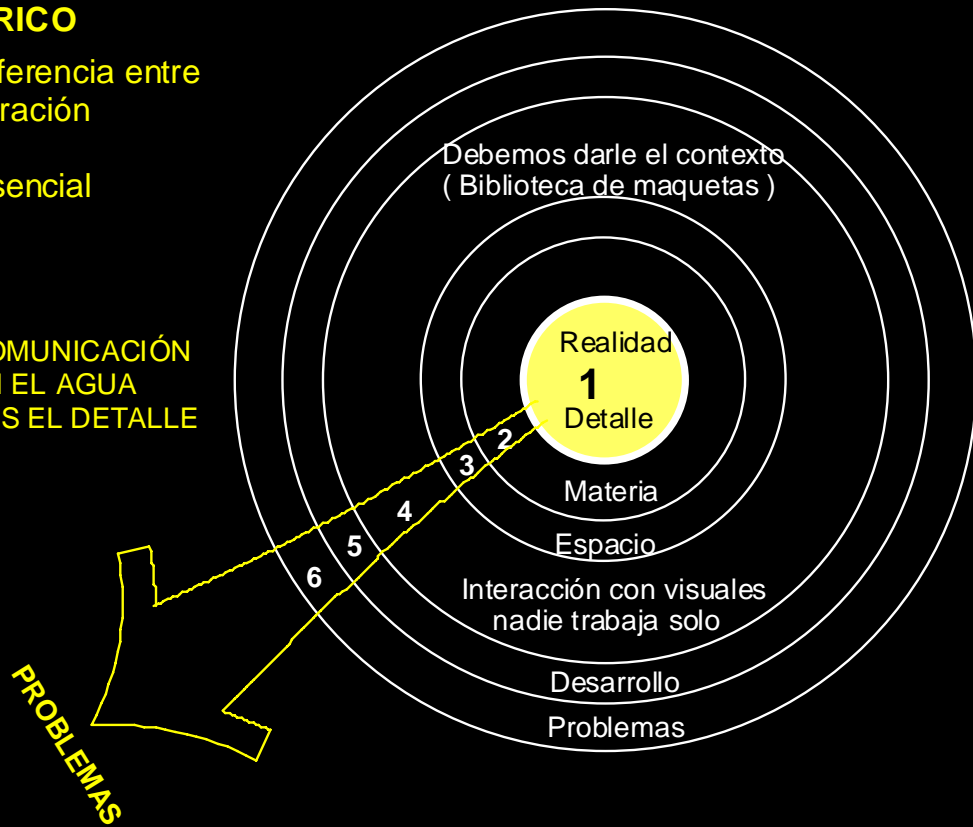 RICO
ferencia entre
ración
sencial
OMUNICACIÓN
EL AGUA
S EL DETALLE
Debemos darle el contexto
( Biblioteca de maquetas )
Realidad
1
Detalle
2
3
4
5
6
Materia
Espacio
Interacción con visuales
nadie trabaja solo
Desarrollo
Problemas
PROBLEMAS